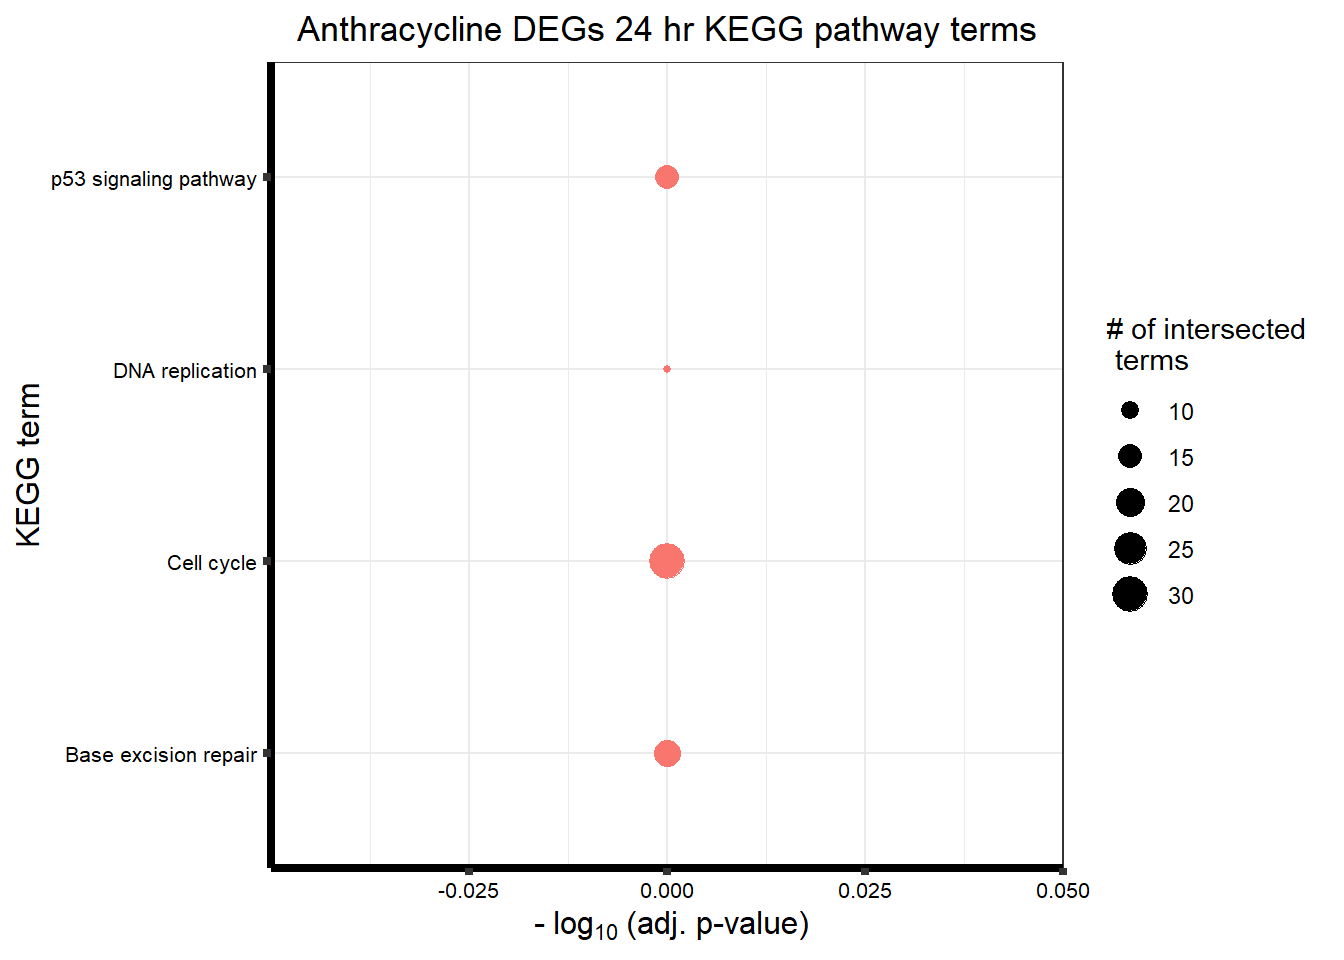 Anthracycline DEGs 24 hr KEGG pathway terms
KEGG term
p53 signaling pathway
DNA replication
Cell cycle
Base excision repair
-0.025
0.000
0.025
0.050
- log₁₀ (adj. p-value)
# of intersected
terms
10
15
20
25
30